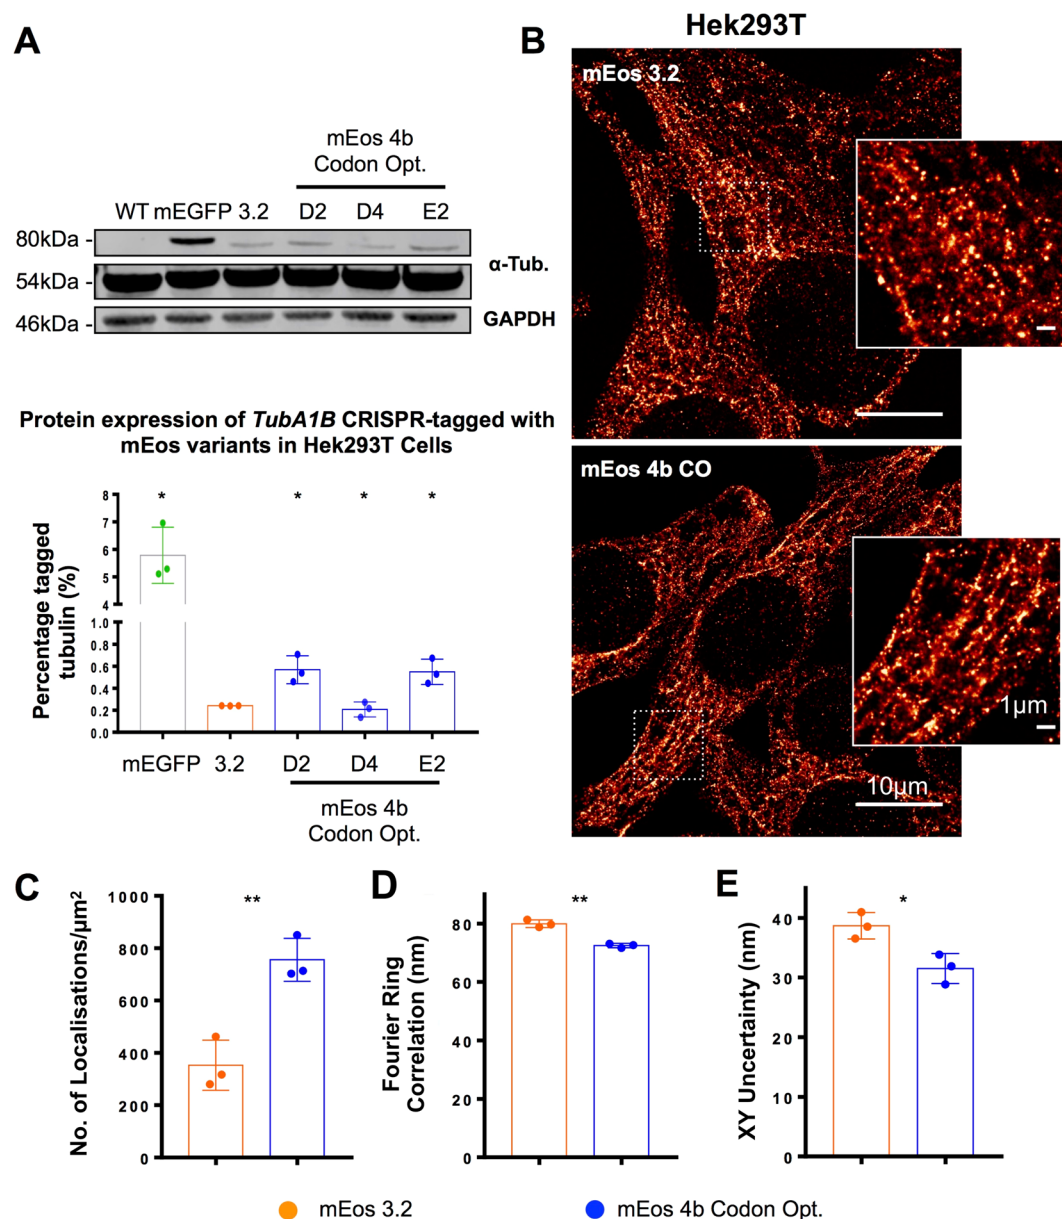 A
B
Hek293T
mEos 4b
Codon Opt.
WT mEGFP 3.2 D2 D4 E2
80kDa -
54kDa -
46kDa -
α-Tub.
GAPDH
Protein expression of TubA1B CRISPR-tagged with
mEos variants in Hek293T Cells
Percentage tagged
tubulin (%)
8
7
6
5
4
1.0
0.8
0.6
0.4
0.2
0.0
* * * *
mEGFP 3.2 D2 D4 E2
mEos 4b
Codon Opt.
mEos 3.2
mEos 4b CO
1µm
10µm
C
No. of Localisations/µm²
1000
800
600
400
200
0
**
D
Fourier Ring
Correlation (nm)
80
60
40
20
0
**
E
XY Uncertainty (nm)
40
30
20
10
0
*
mEos 3.2
mEos 4b Codon Opt.